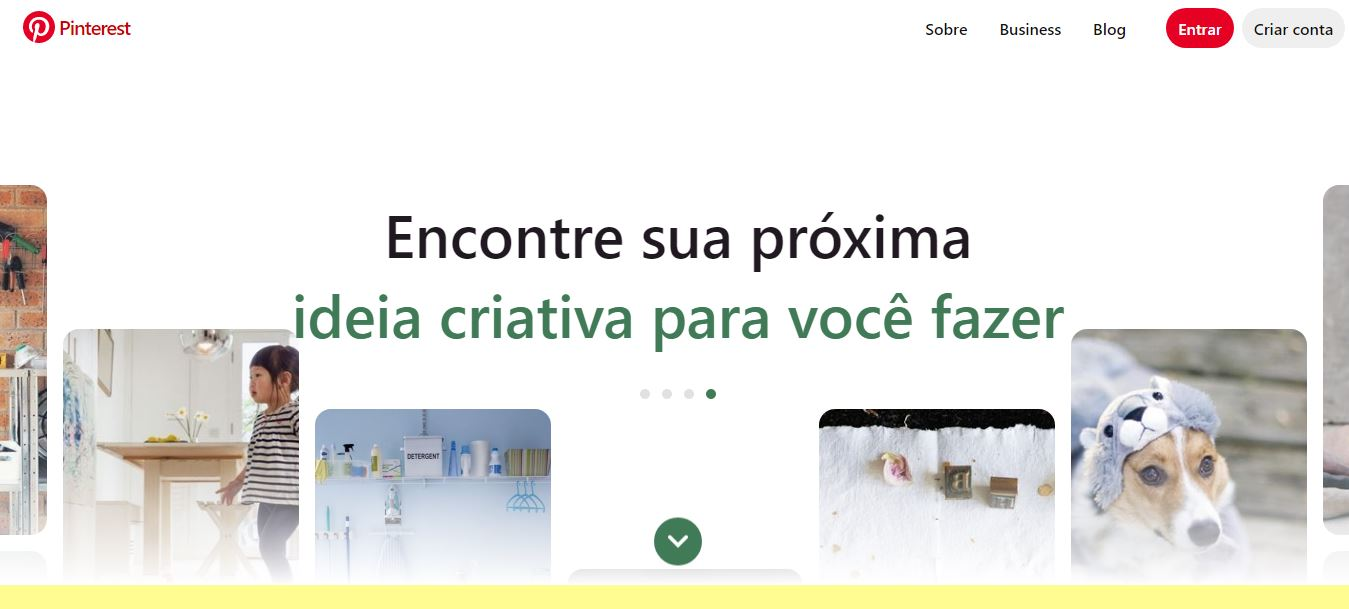 Pinterest
Sobre Business Blog Entrar Criar conta
Encontre sua próxima
ideia criativa para você fazer
DETERGENT
a